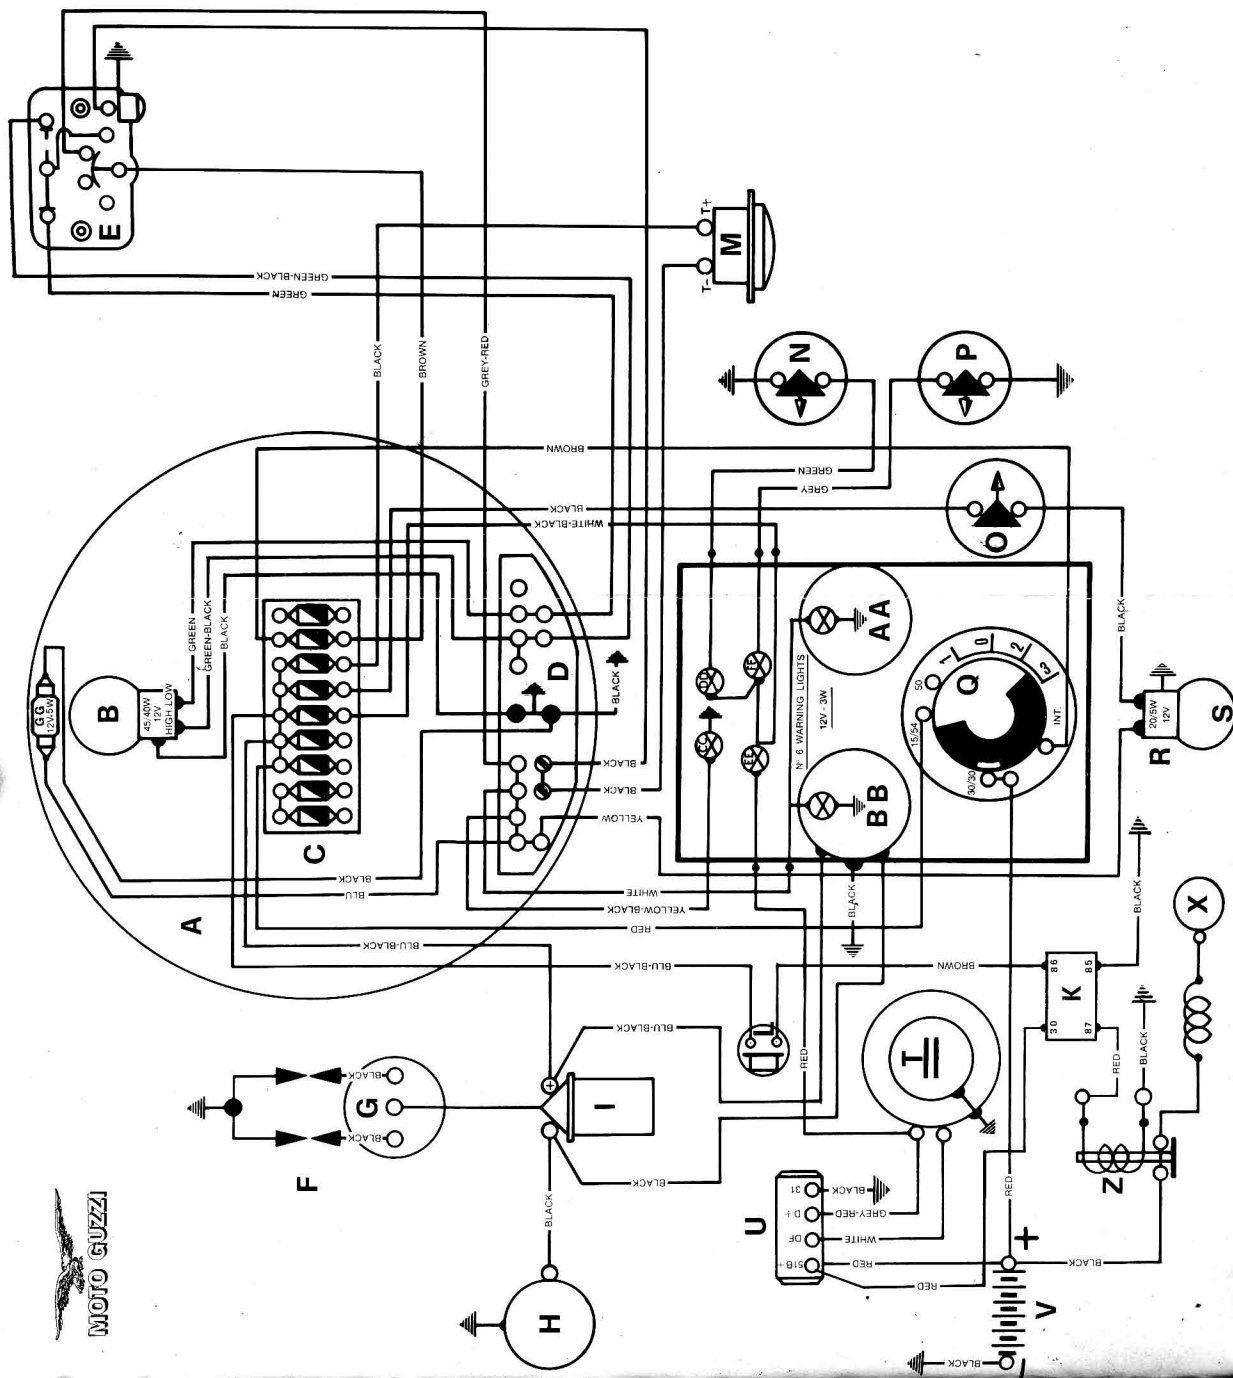 E
GREEN-BLACK
GREEN
T+
M
T-
BLACK
BROWN
GREY-RED
N
P
BROWN
GREEN
GREY
BLACK
WHITE-BLACK
O
GG
12V-5W
B
45/40W
12V
HIGH-LOW
GREEN
GREEN-BLACK
BLACK
C
D
BLACK
A
BLACK
BLU
BLACK
BLACK
YELLOW
WHITE
YELLOW-BLACK
RED
BLU-BLACK
BLU-BLACK
DD
FF
CC
EE
AA
N° 6 WARNING LIGHTS
12V - 3W
BB
BLACK
Q
50
15/54
30/30
INT.
1
0
2
3
BLACK
R
20/5W
12V
S
BLACK
X
BROWN
K
86
85
30
87
RED
BLACK
Z
L
BLU-BLACK
RED
T
I
+
BLACK
G
BLACK
BLACK
F
H
BLACK
U
31
D+
DF
51B+
BLACK
GREY-RED
WHITE
RED
RED
RED
BLACK
+
V
BLACK
MOTO GUZZI